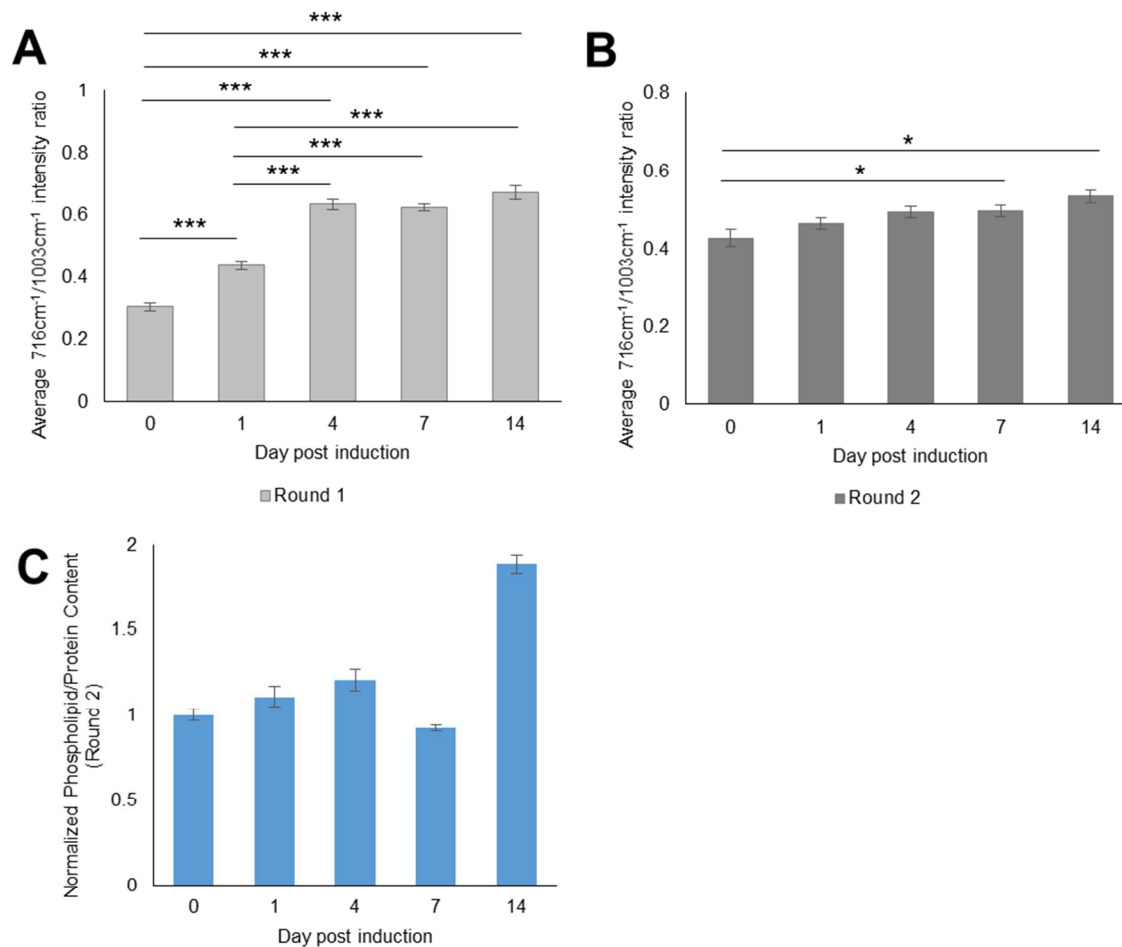 A
***
***
***
***
***
***
***
Average 716cm⁻¹/1003cm⁻¹ intensity ratio
1
0.8
0.6
0.4
0.2
0
0 1 4 7 14
Day post induction
Round 1
B
*
*
Average 716cm⁻¹/1003cm⁻¹ intensity ratio
0.8
0.6
0.4
0.2
0
0 1 4 7 14
Day post induction
Round 2
C
Normalized Phospholipid/Protein Content
(Round 2)
2
1.5
1
0.5
0
0 1 4 7 14
Day post induction